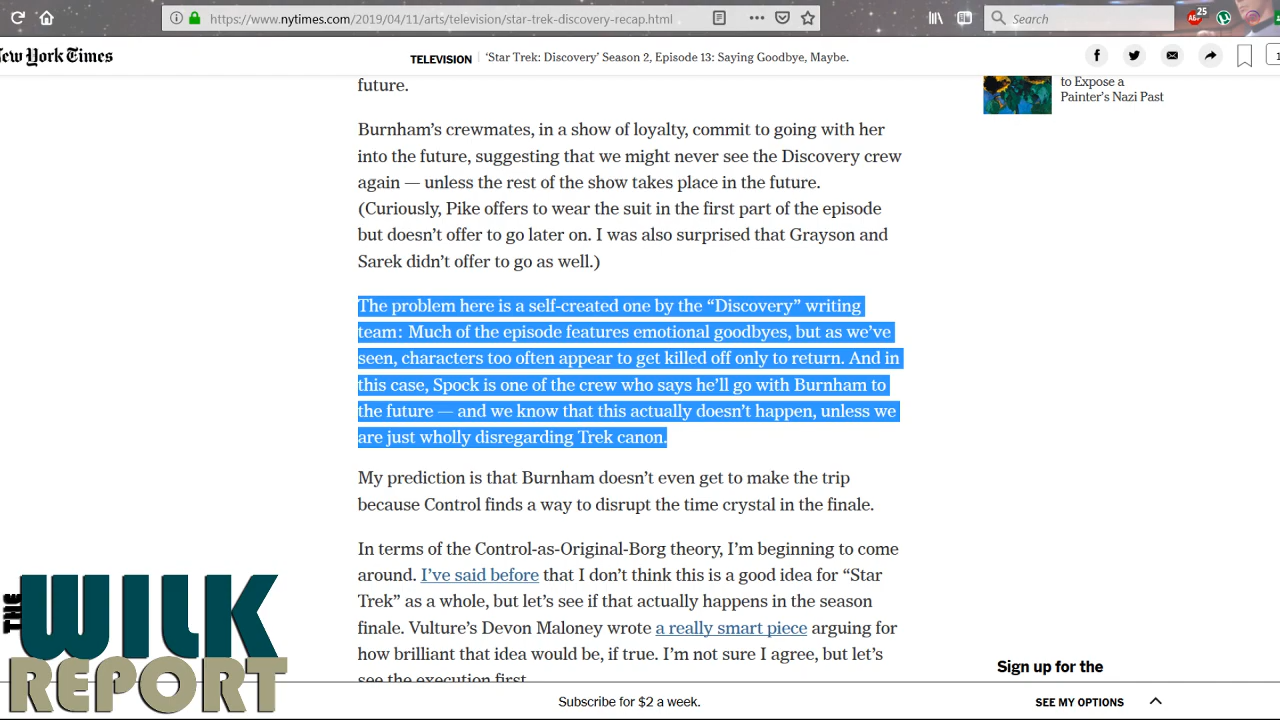 https://www.nytimes.com/2019/04/11/arts/television/star-trek-discovery-recap.html
Search
25
New York Times
TELEVISION
‘Star Trek: Discovery’ Season 2, Episode 13: Saying Goodbye, Maybe.
1
future.
to Expose a
Painter’s Nazi Past
Burnham’s crewmates, in a show of loyalty, commit to going with her
into the future, suggesting that we might never see the Discovery crew
again — unless the rest of the show takes place in the future.
(Curiously, Pike offers to wear the suit in the first part of the episode
but doesn’t offer to go later on. I was also surprised that Grayson and
Sarek didn’t offer to go as well.)
The problem here is a self-created one by the “Discovery” writing
team: Much of the episode features emotional goodbyes, but as we’ve
seen, characters too often appear to get killed off only to return. And in
this case, Spock is one of the crew who says he’ll go with Burnham to
the future — and we know that this actually doesn’t happen, unless we
are just wholly disregarding Trek canon.
My prediction is that Burnham doesn’t even get to make the trip
because Control finds a way to disrupt the time crystal in the finale.
In terms of the Control-as-Original-Borg theory, I’m beginning to come
around. I’ve said before that I don’t think this is a good idea for “Star
Trek” as a whole, but let’s see if that actually happens in the season
finale. Vulture’s Devon Maloney wrote a really smart piece arguing for
how brilliant that idea would be, if true. I’m not sure I agree, but let’s
see the execution first.
THE
WILK
REPORT
Sign up for the
Subscribe for $2 a week.
SEE MY OPTIONS